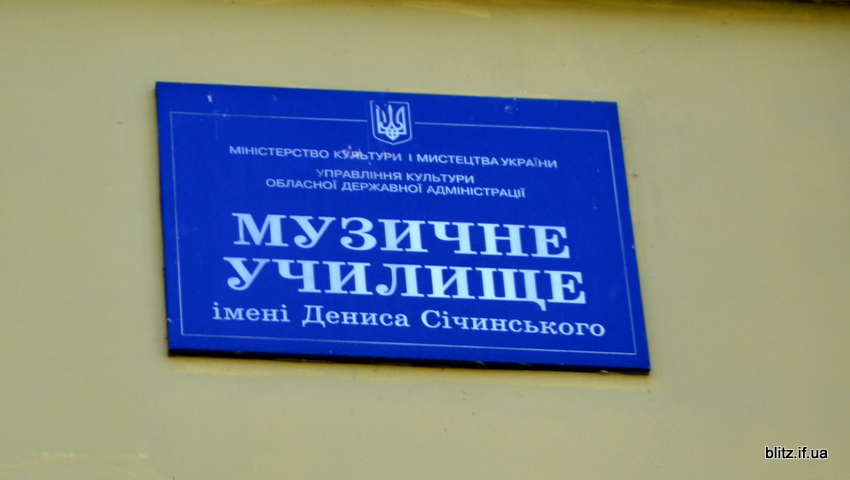 МІНІСТЕРСТВО КУЛЬТУРИ І МИСТЕЦТВА УКРАЇНИ
УПРАВЛІННЯ КУЛЬТУРИ
ОБЛАСНОЇ ДЕРЖАВНОЇ АДМІНІСТРАЦІЇ
МУЗИЧНЕ
УЧИЛИЩЕ
імені Дениса Січинського
blitz.if.ua